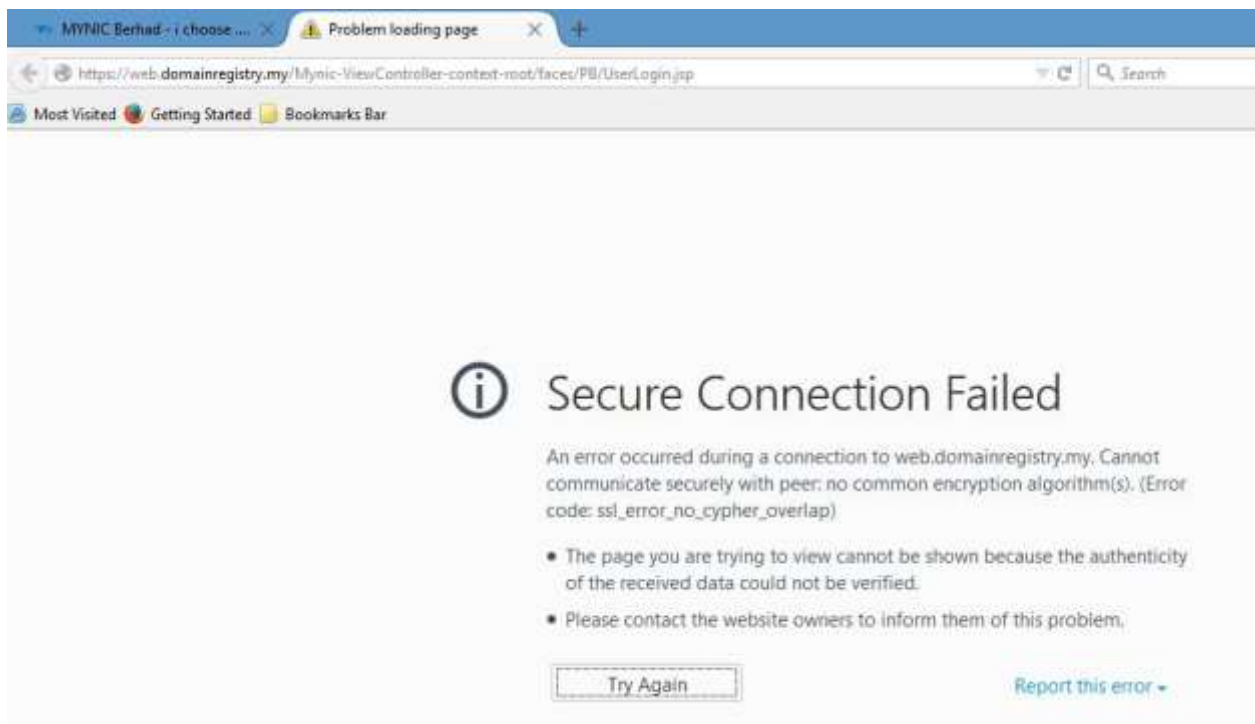 MYNIC Berhad - i choose ....
Problem loading page
https://web.domainregistry.my/Mynic-ViewController-context-root/faces/PB/UserLogin.jsp
Search
Most Visited Getting Started Bookmarks Bar
Secure Connection Failed
An error occurred during a connection to web.domainregistry.my. Cannot
communicate securely with peer: no common encryption algorithm(s). (Error
code: ssl_error_no_cypher_overlap)
• The page you are trying to view cannot be shown because the authenticity
of the received data could not be verified.
• Please contact the website owners to inform them of this problem.
Try Again
Report this error